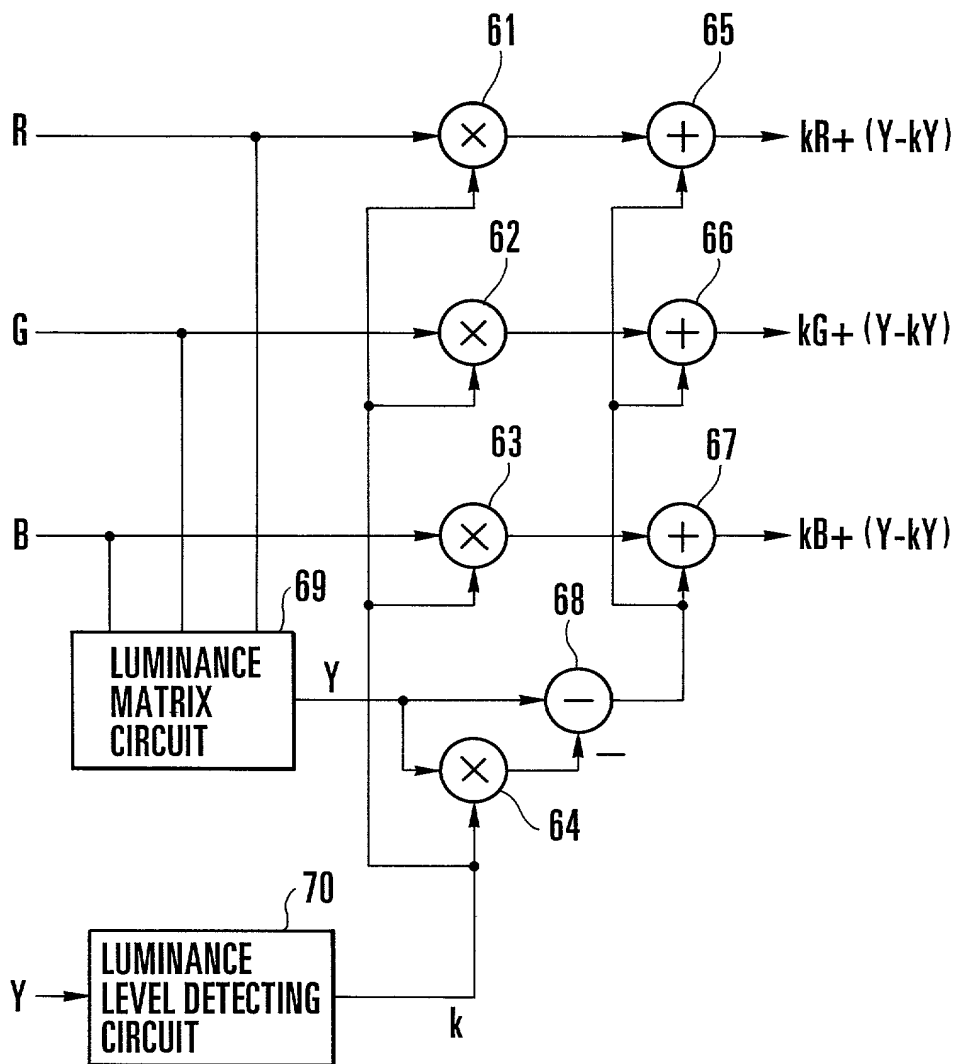 61
65
R
×
+
kR+ (Y-kY)
62
66
G
×
+
kG+ (Y-kY)
63
67
B
×
+
kB+ (Y-kY)
69
68
LUMINANCE
MATRIX
CIRCUIT
Y
−
−
×
64
70
Y
LUMINANCE
LEVEL DETECTING
CIRCUIT
k